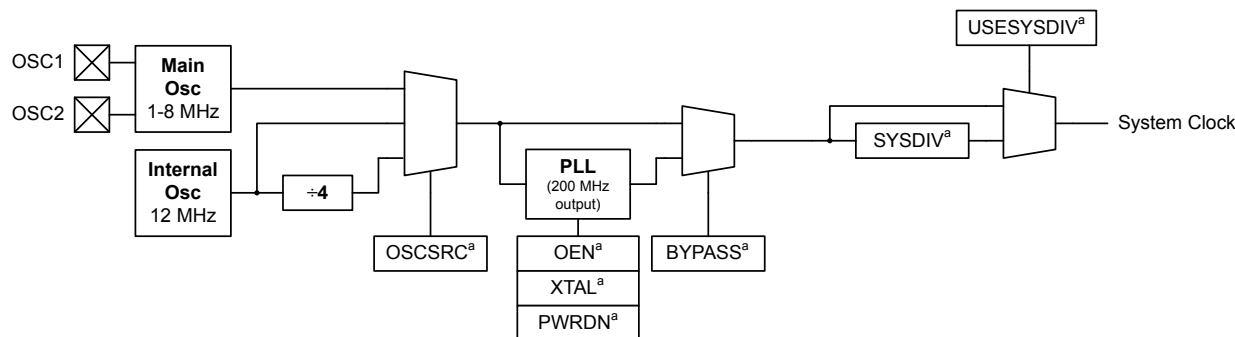 USESYSDIVᵃ
OSC1
Main
Osc
1-8 MHz
OSC2
System Clock
SYSDIVᵃ
Internal
Osc
12 MHz
÷4
PLL
(200 MHz
output)
OSCSRCᵃ
OENᵃ
BYPASSᵃ
XTALᵃ
PWRDNᵃ